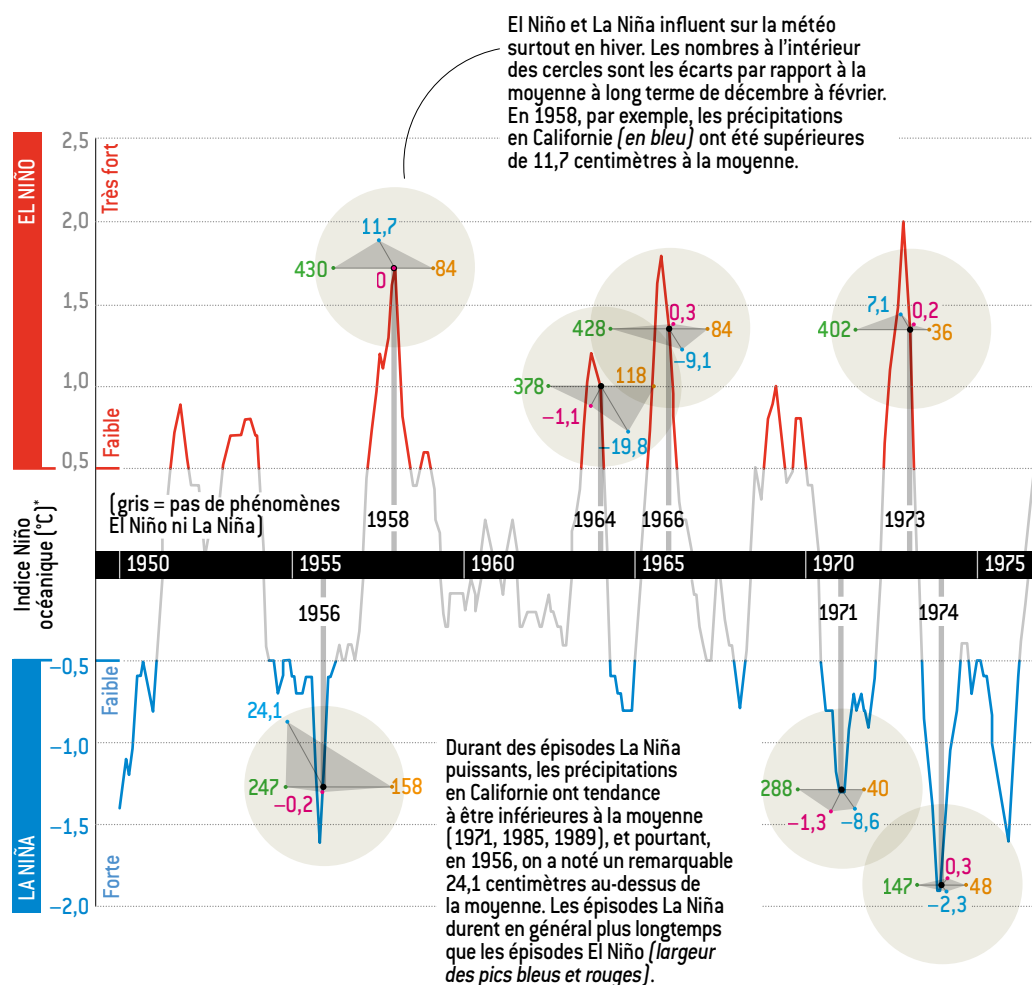 El Niño et La Niña influent sur la météo
surtout en hiver. Les nombres à l'intérieur
des cercles sont les écarts par rapport à la
moyenne à long terme de décembre à février.
En 1958, par exemple, les précipitations
en Californie (en bleu) ont été supérieures
de 11,7 centimètres à la moyenne.
EL NIÑO
Très fort
Faible
2,5
2,0
1,5
1,0
0,5
11,7
430
84
0
0,3
428
84
–9,1
378
118
–1,1
–19,8
7,1
0,2
402
36
(gris = pas de phénomènes
El Niño ni La Niña)
1958
1964
1966
1973
Indice Niño
océanique (°C)*
1950
1955
1960
1965
1970
1975
1956
1971
1974
LA NIÑA
Faible
Forte
–0,5
–1,0
–1,5
–2,0
24,1
247
158
–0,2
288
40
–1,3
–8,6
0,3
147
48
–2,3
Durant des épisodes La Niña
puissants, les précipitations
en Californie ont tendance
à être inférieures à la moyenne
(1971, 1985, 1989), et pourtant,
en 1956, on a noté un remarquable
24,1 centimètres au-dessus de
la moyenne. Les épisodes La Niña
durent en général plus longtemps
que les épisodes El Niño (largeur
des pics bleus et rouges).